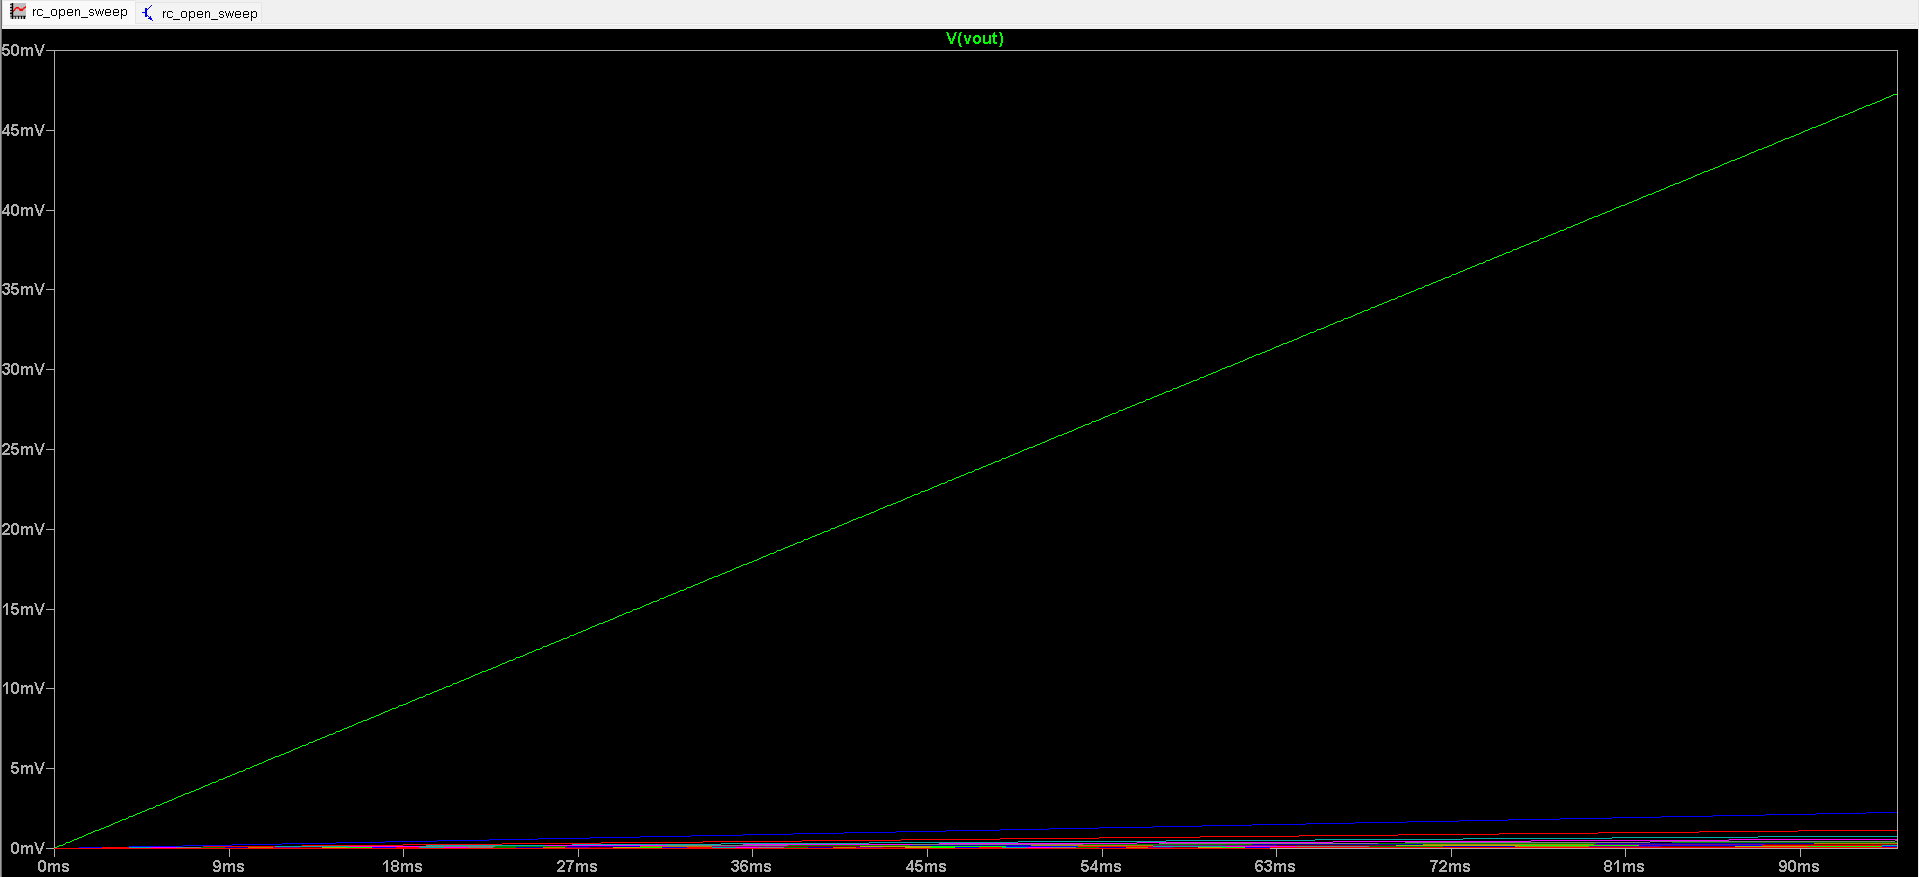 rc_open_sweep rc_open_sweep
V(vout)
50mV
45mV
40mV
35mV
30mV
25mV
20mV
15mV
10mV
5mV
0mV
0ms 9ms 18ms 27ms 36ms 45ms 54ms 63ms 72ms 81ms 90ms